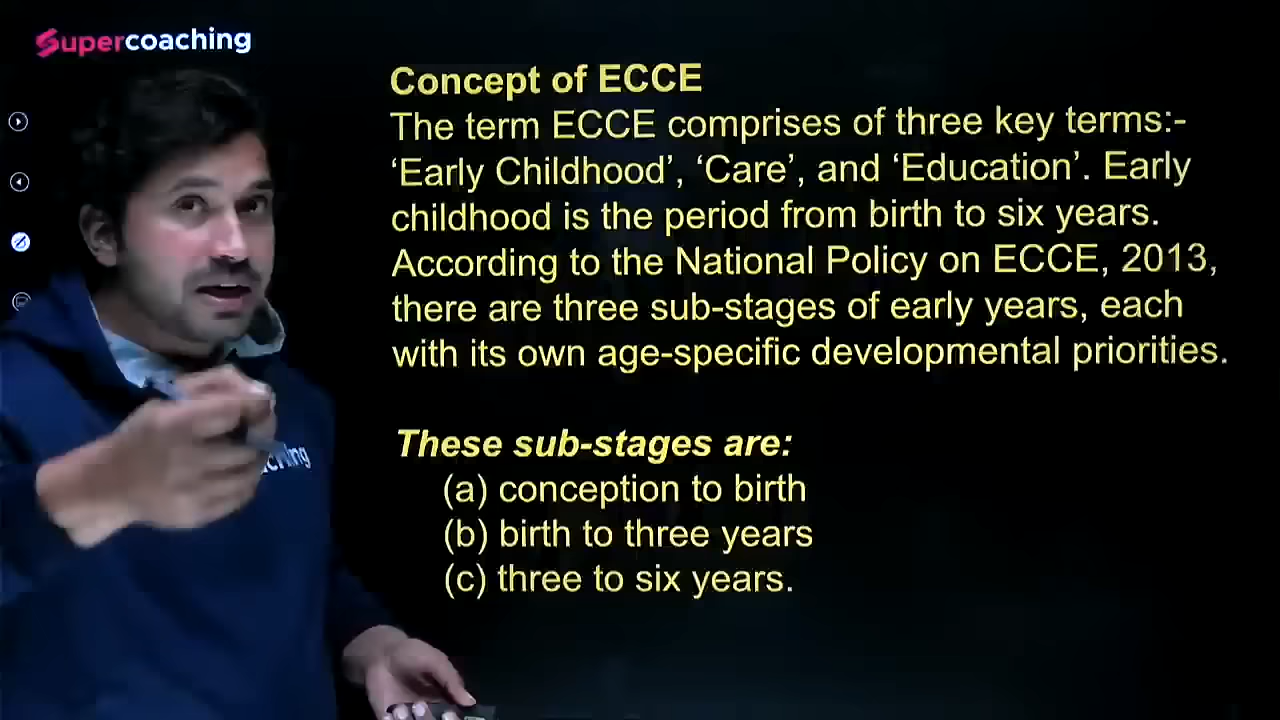 Supercoaching
Concept of ECCE
The term ECCE comprises of three key terms:-
‘Early Childhood’, ‘Care’, and ‘Education’. Early
childhood is the period from birth to six years.
According to the National Policy on ECCE, 2013,
there are three sub-stages of early years, each
with its own age-specific developmental priorities.
These sub-stages are:
(a) conception to birth
(b) birth to three years
(c) three to six years.